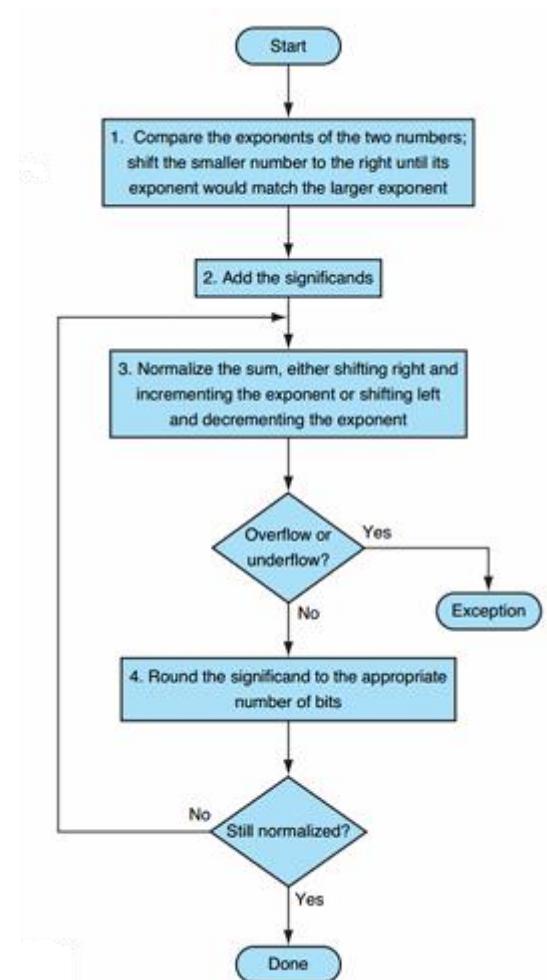 Start
1. Compare the exponents of the two numbers;
shift the smaller number to the right until its
exponent would match the larger exponent
2. Add the significands
3. Normalize the sum, either shifting right and
incrementing the exponent or shifting left
and decrementing the exponent
Overflow or
underflow?
Yes
Exception
No
4. Round the significand to the appropriate
number of bits
No
Still normalized?
Yes
Done